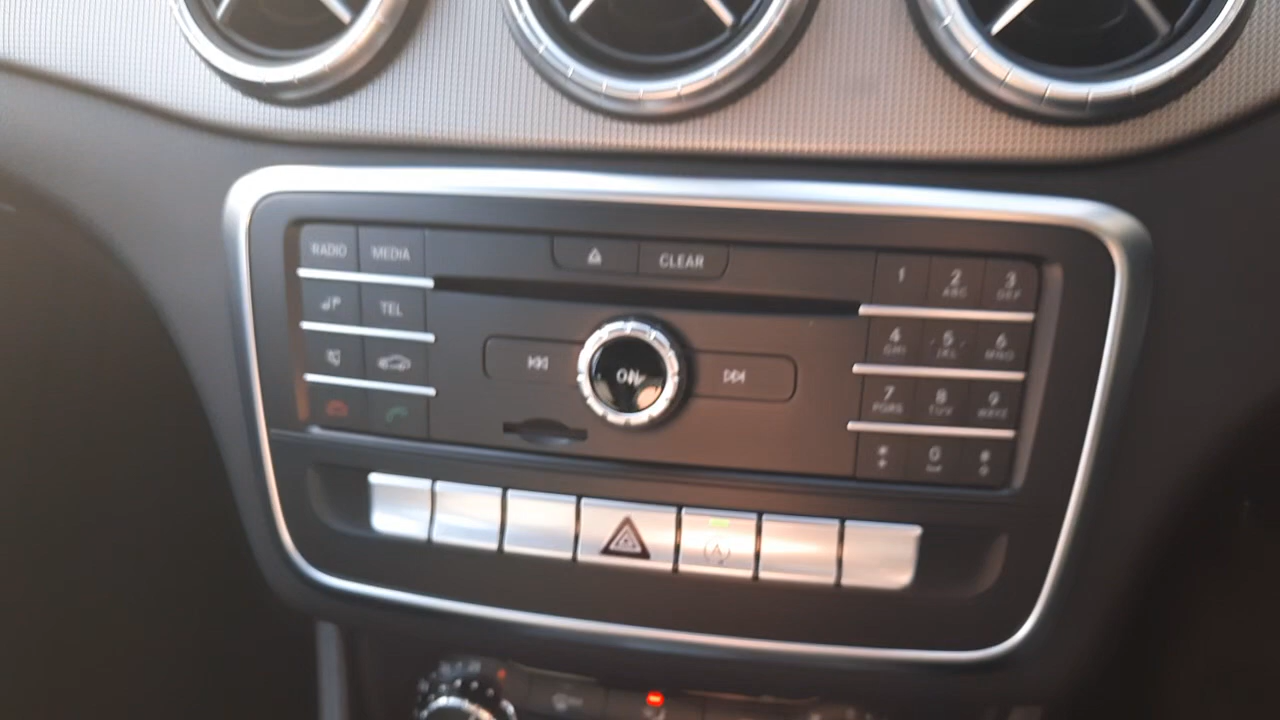 RADIO MEDIA CLEAR 1 2 ABC 3 DEF
TEL 4 GHI 5 JKL 6 MNO
ON
7 PQRS 8 TUV 9 WXYZ
* 0 #
A